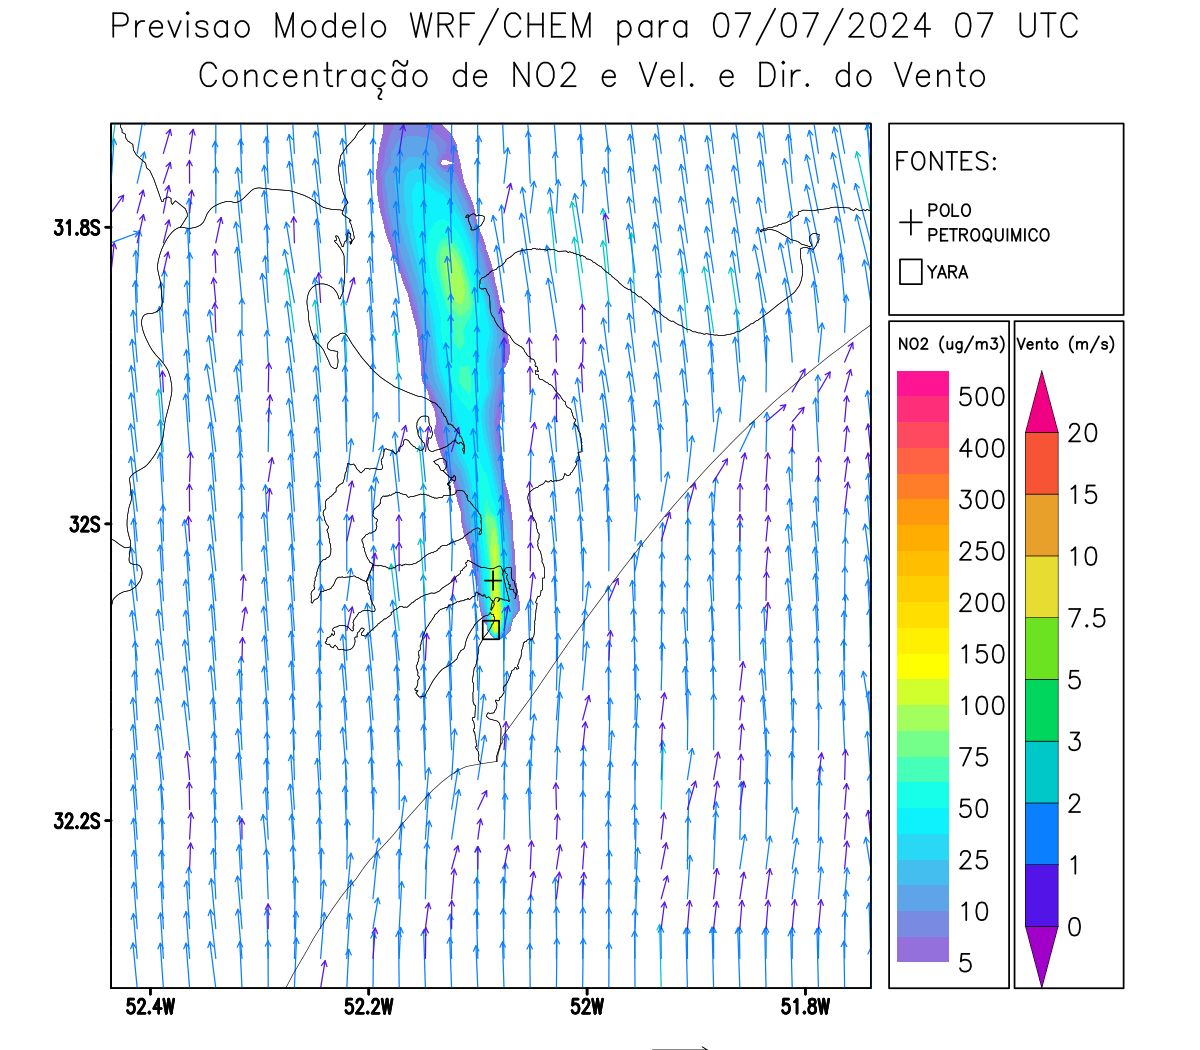 Previsao Modelo WRF/CHEM para 07/07/2024 07 UTC
Concentração de NO2 e Vel. e Dir. do Vento
FONTES:
POLO
PETROQUIMICO
YARA
NO2 (ug/m3)
500
400
300
250
200
150
100
75
50
25
10
5
Vento (m/s)
20
15
10
7.5
5
3
2
1
0
31.8S
32S
32.2S
52.4W
52.2W
52W
51.8W